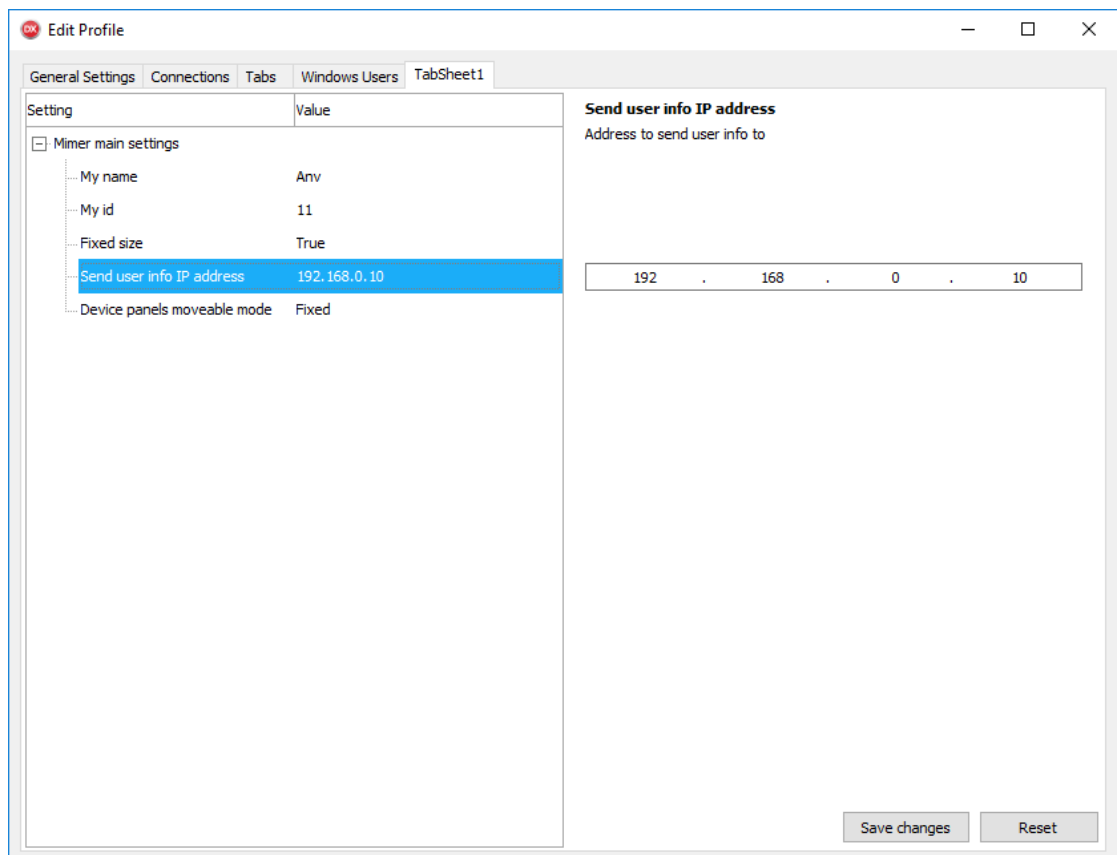 DX Edit Profile
General Settings Connections Tabs Windows Users TabSheet1
Setting Value
Mimer main settings
My name Anv
My id 11
Fixed size True
Send user info IP address 192.168.0.10
Device panels moveable mode Fixed
Send user info IP address
Address to send user info to
192 . 168 . 0 . 10
Save changes Reset